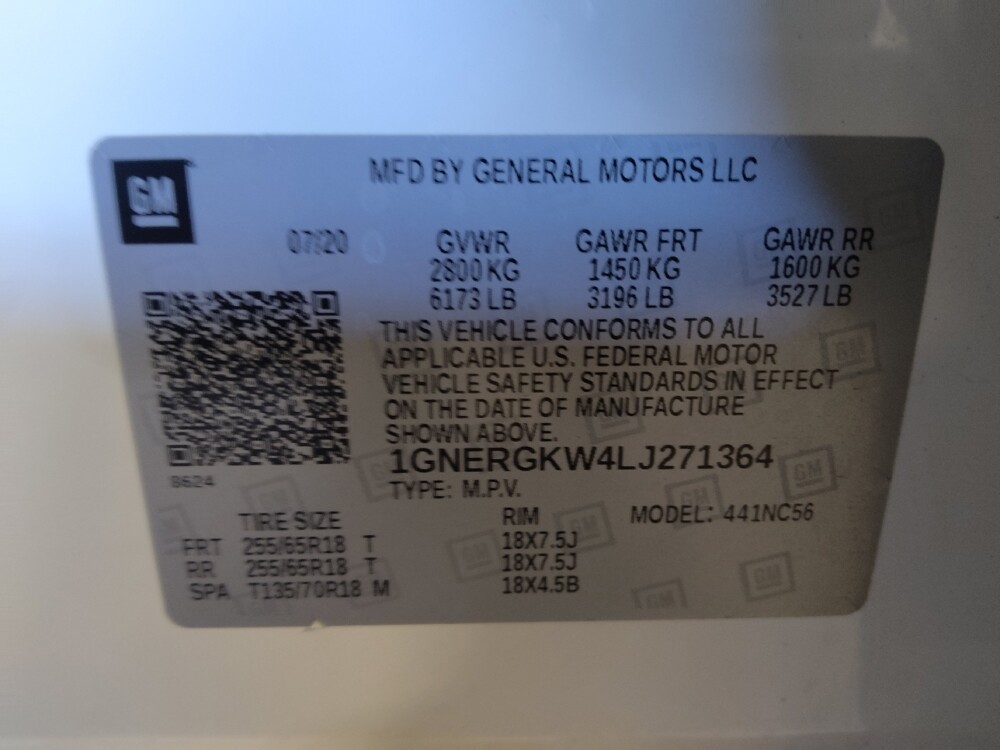 GM
MFD BY GENERAL MOTORS LLC
07/20 GVWR GAWR FRT GAWR RR
2800 KG 1450 KG 1600 KG
6173 LB 3196 LB 3527 LB
THIS VEHICLE CONFORMS TO ALL
APPLICABLE U.S. FEDERAL MOTOR
VEHICLE SAFETY STANDARDS IN EFFECT
ON THE DATE OF MANUFACTURE
SHOWN ABOVE.
1GNERGKW4LJ271364
8624
TYPE: M.P.V.
TIRE SIZE RIM MODEL: 441NC56
FRT 255/65R18 T 18X7.5J
RR 255/65R18 T 18X7.5J
SPA T135/70R18 M 18X4.5B